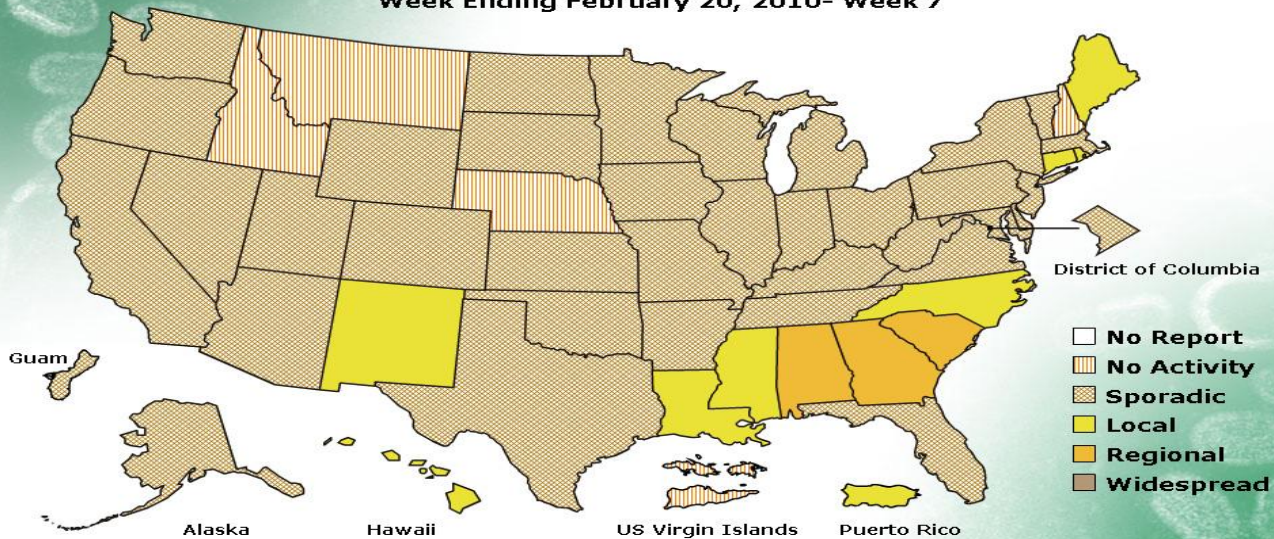 Week Ending February 20, 2010- Week 7
District of Columbia
Guam
No Report
No Activity
Sporadic
Local
Regional
Widespread
Alaska
Hawaii
US Virgin Islands
Puerto Rico